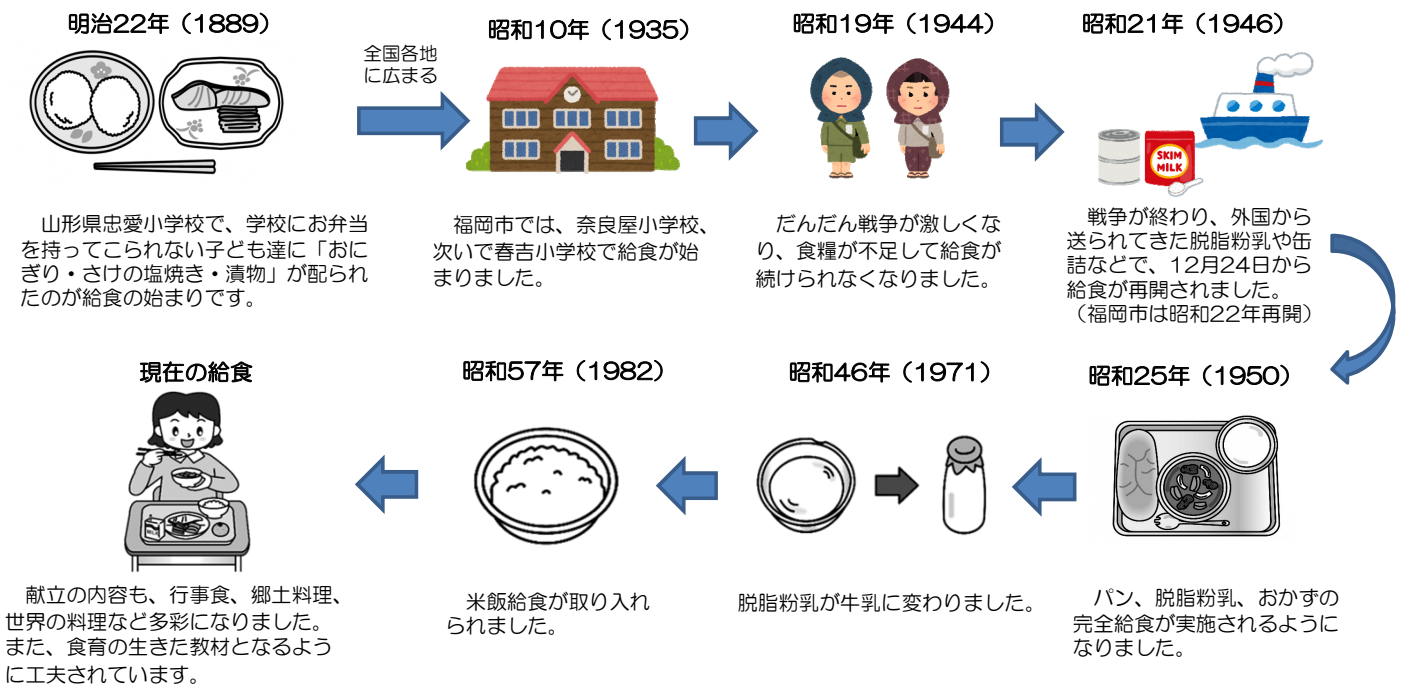 明治22年（1889）
山形県忠愛小学校で、学校にお弁当
を持ってこられない子ども達に「おに
ぎり・さけの塩焼き・漬物」が配られ
たのが給食の始まりです。
全国各地
に広まる
昭和10年（1935）
福岡市では、奈良屋小学校、
次いで春吉小学校で給食が始
まりました。
昭和19年（1944）
だんだん戦争が激しくな
り、食糧が不足して給食が
続けられなくなりました。
昭和21年（1946）
SKIM
MILK
戦争が終わり、外国から
送られてきた脱脂粉乳や缶
詰などで、12月24日から
給食が再開されました。
（福岡市は昭和22年再開）
昭和25年（1950）
パン、脱脂粉乳、おかずの
完全給食が実施されるように
なりました。
昭和46年（1971）
脱脂粉乳が牛乳に変わりました。
昭和57年（1982）
米飯給食が取り入れ
られました。
現在の給食
献立の内容も、行事食、郷土料理、
世界の料理など多彩になりました。
また、食育の生きた教材となるよう
に工夫されています。